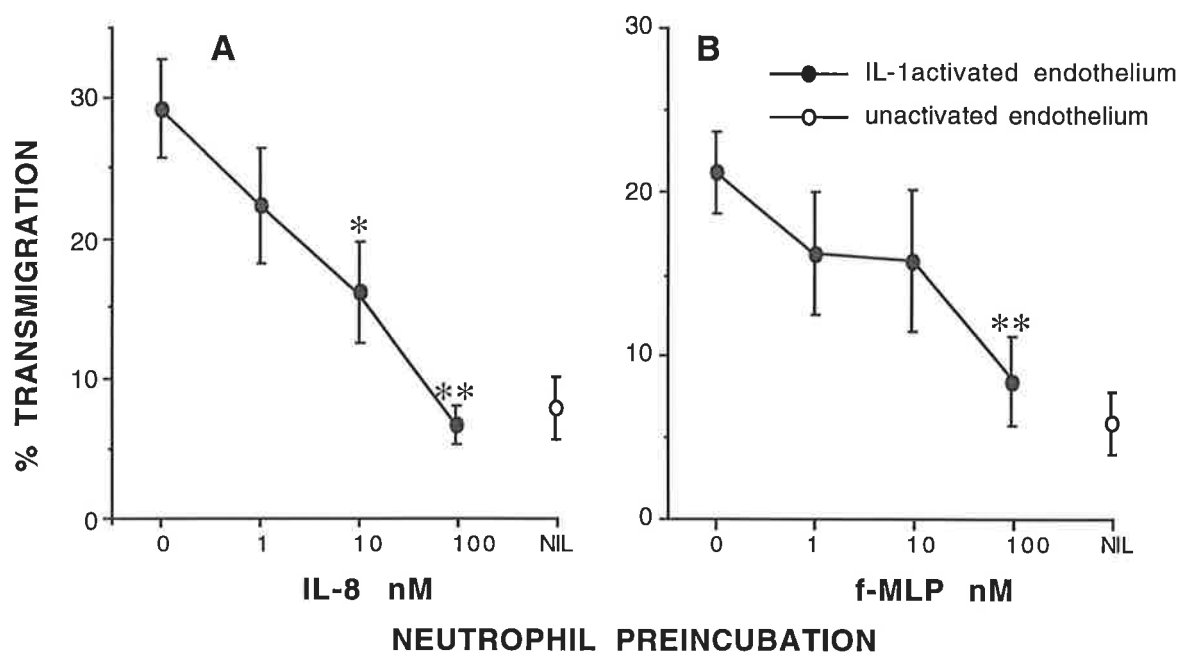 A
B
IL-1activated endothelium
unactivated endothelium
% TRANSMIGRATION
30
20
10
0
*
**
0 1 10 100 NIL
IL-8 nM
30
20
10
0
**
0 1 10 100 NIL
f-MLP nM
NEUTROPHIL PREINCUBATION